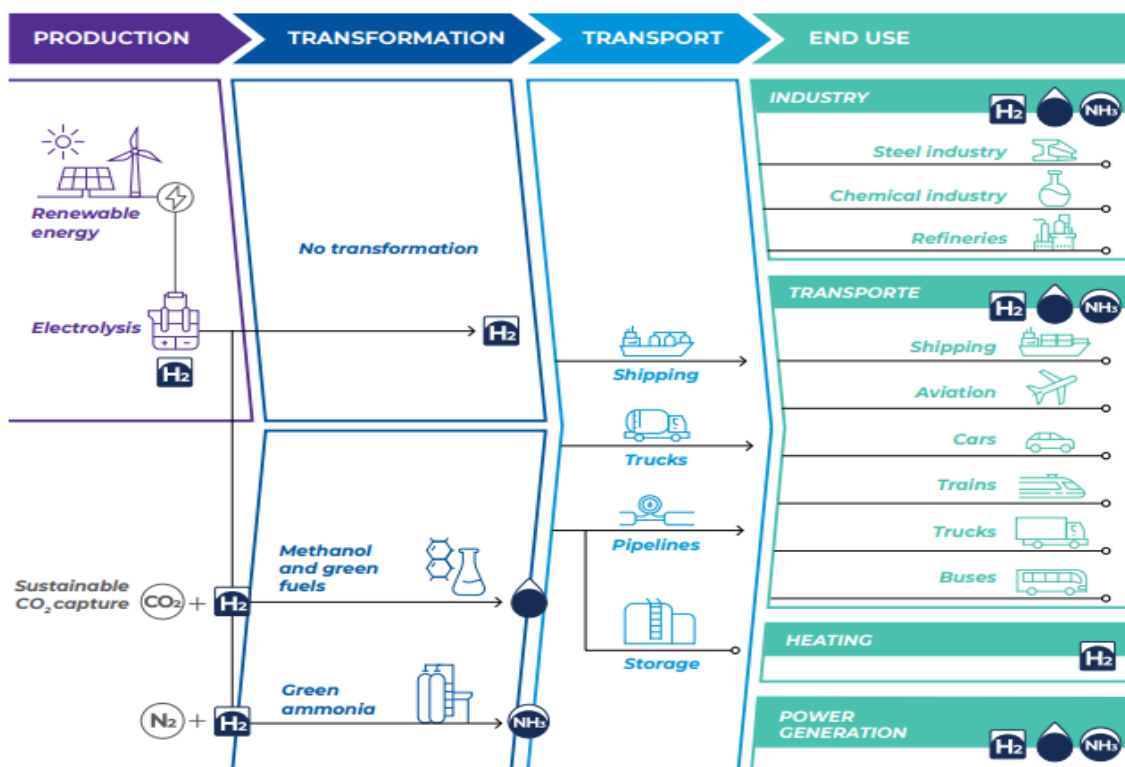 PRODUCTION
TRANSFORMATION
TRANSPORT
END USE
Renewable
energy
Electrolysis
+ −
H₂
No transformation
H₂
Sustainable
CO₂ capture
CO₂ + H₂
Methanol
and green
fuels
N₂ + H₂
Green
ammonia
NH₃
Shipping
Trucks
Pipelines
Storage
INDUSTRY
H₂
NH₃
Steel industry
Chemical industry
Refineries
TRANSPORTE
H₂
NH₃
Shipping
Aviation
Cars
Trains
Trucks
Buses
HEATING
H₂
POWER
GENERATION
H₂
NH₃